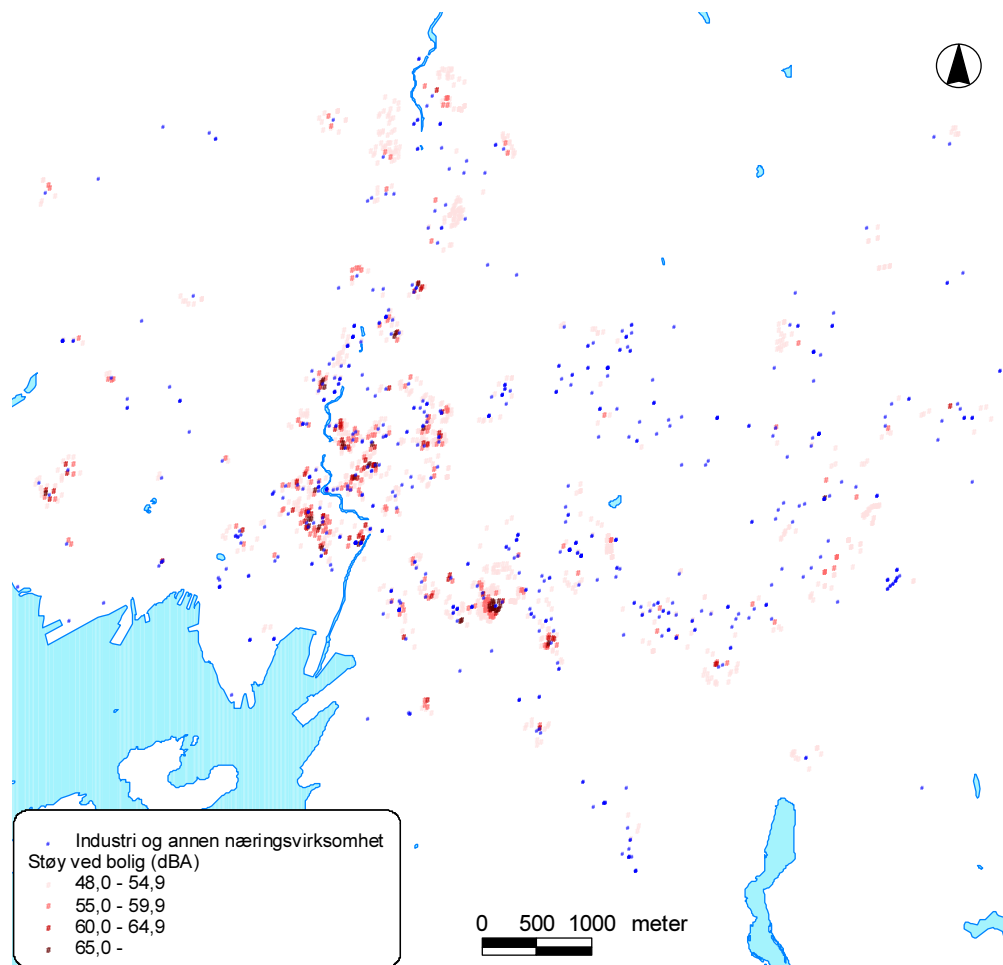 Industri og annen næringsvirksomhet
Støy ved bolig (dBA)
48,0 - 54,9
55,0 - 59,9
60,0 - 64,9
65,0 -
0 500 1000 meter